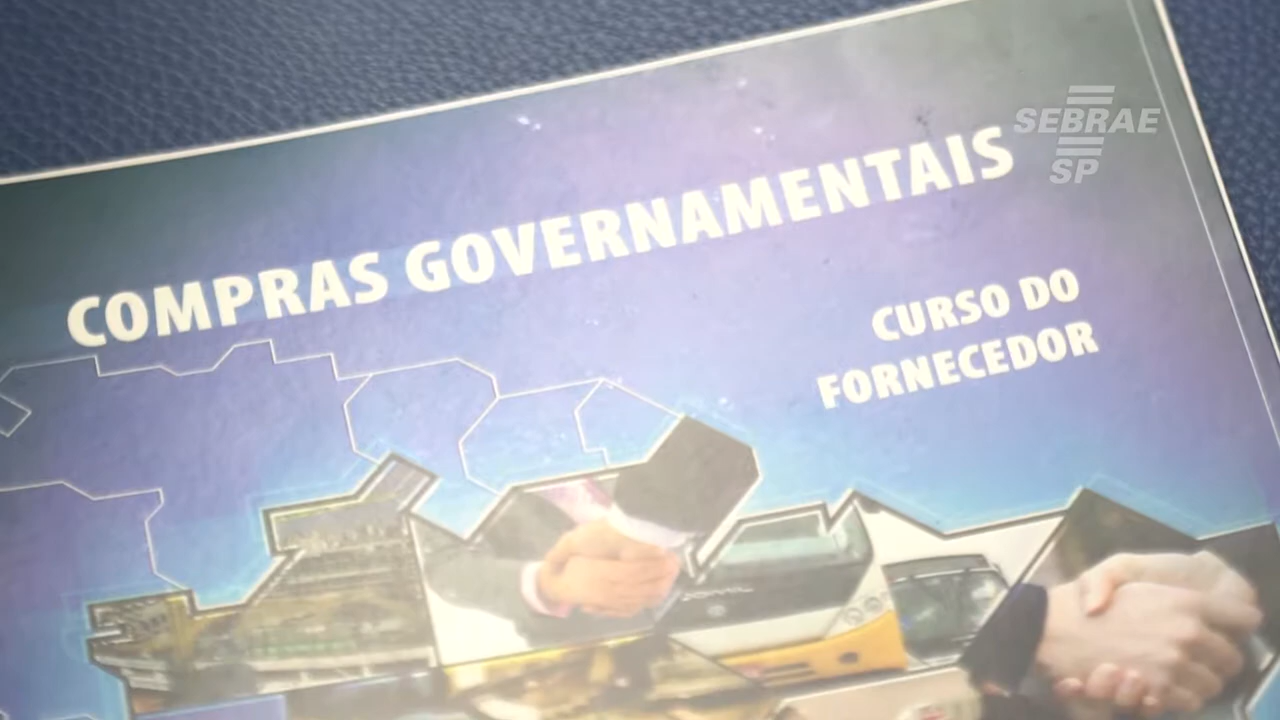 SEBRAE
SP
COMPRAS GOVERNAMENTAIS
CURSO DO
FORNECEDOR